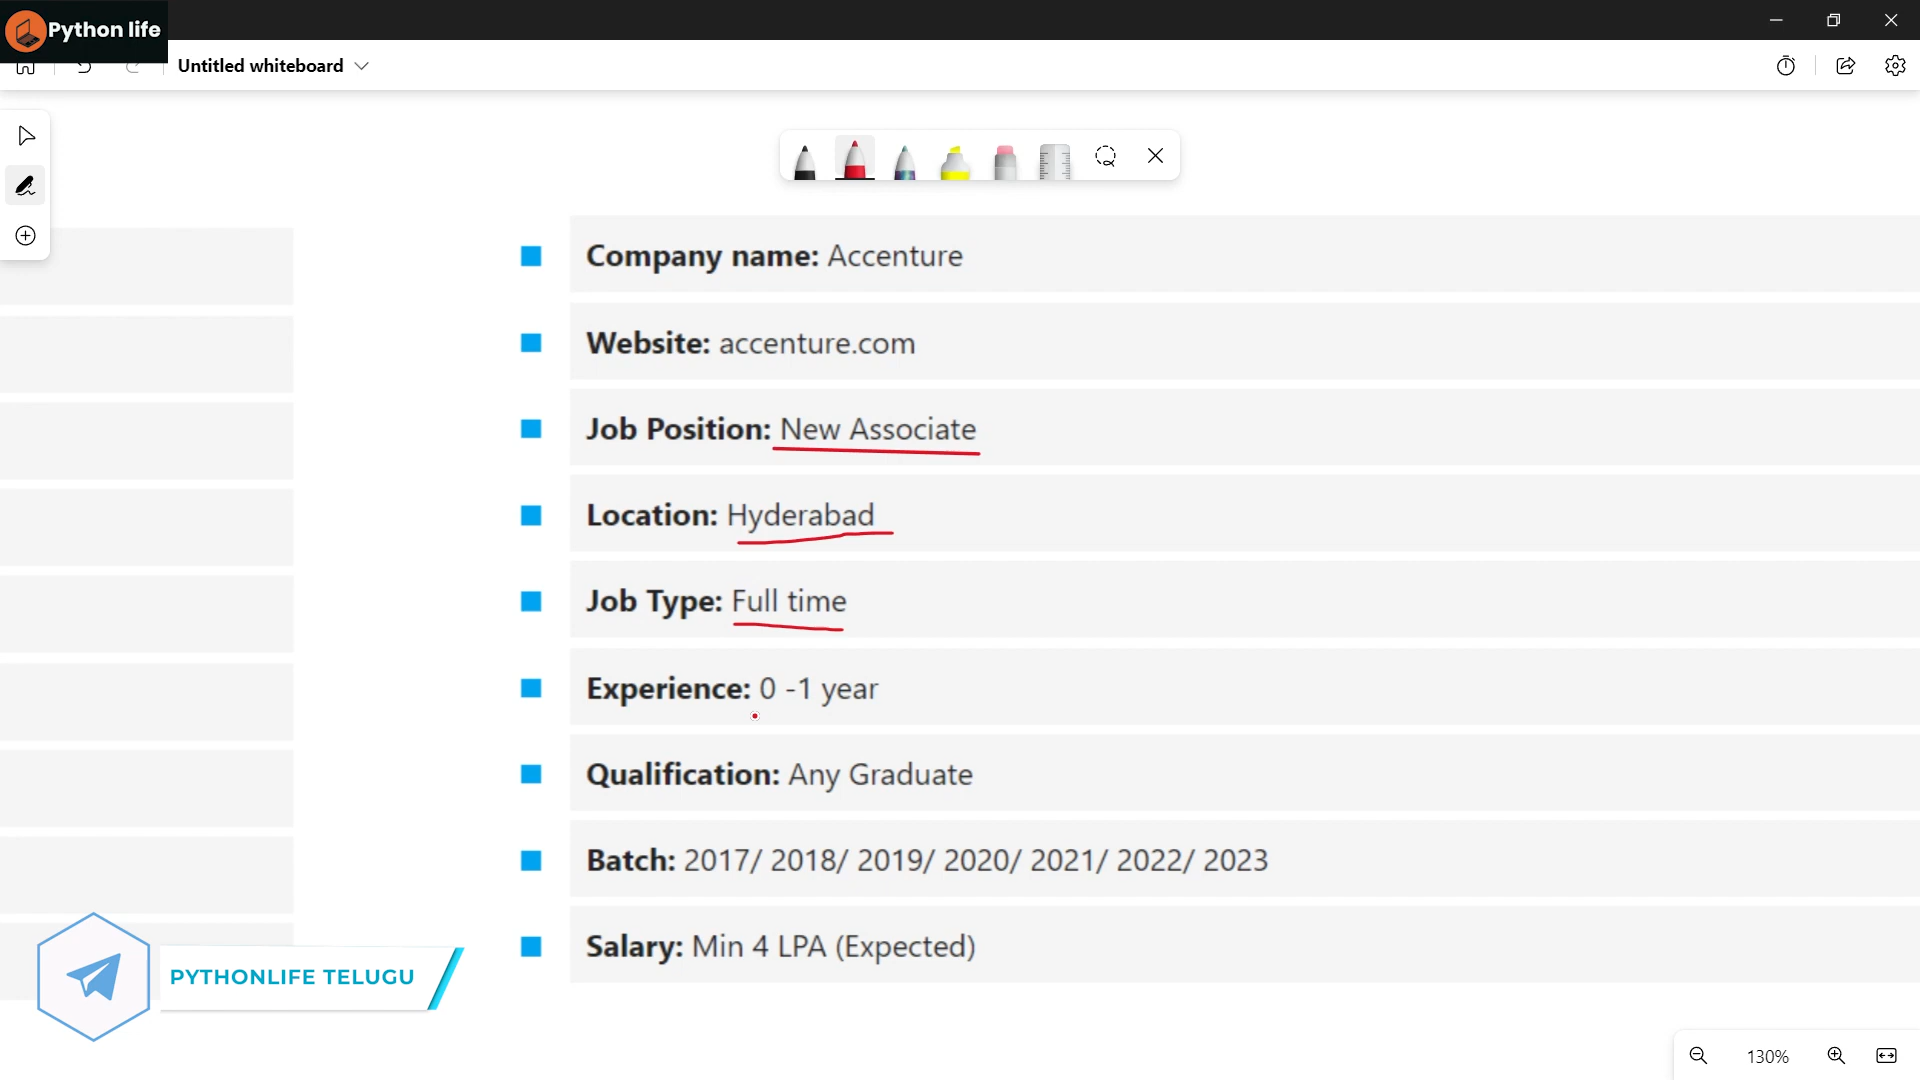 Python life
Untitled whiteboard
Company name: Accenture
Website: accenture.com
Job Position: New Associate
Location: Hyderabad
Job Type: Full time
Experience: 0 -1 year
Qualification: Any Graduate
Batch: 2017/ 2018/ 2019/ 2020/ 2021/ 2022/ 2023
Salary: Min 4 LPA (Expected)
PYTHONLIFE TELUGU
130%